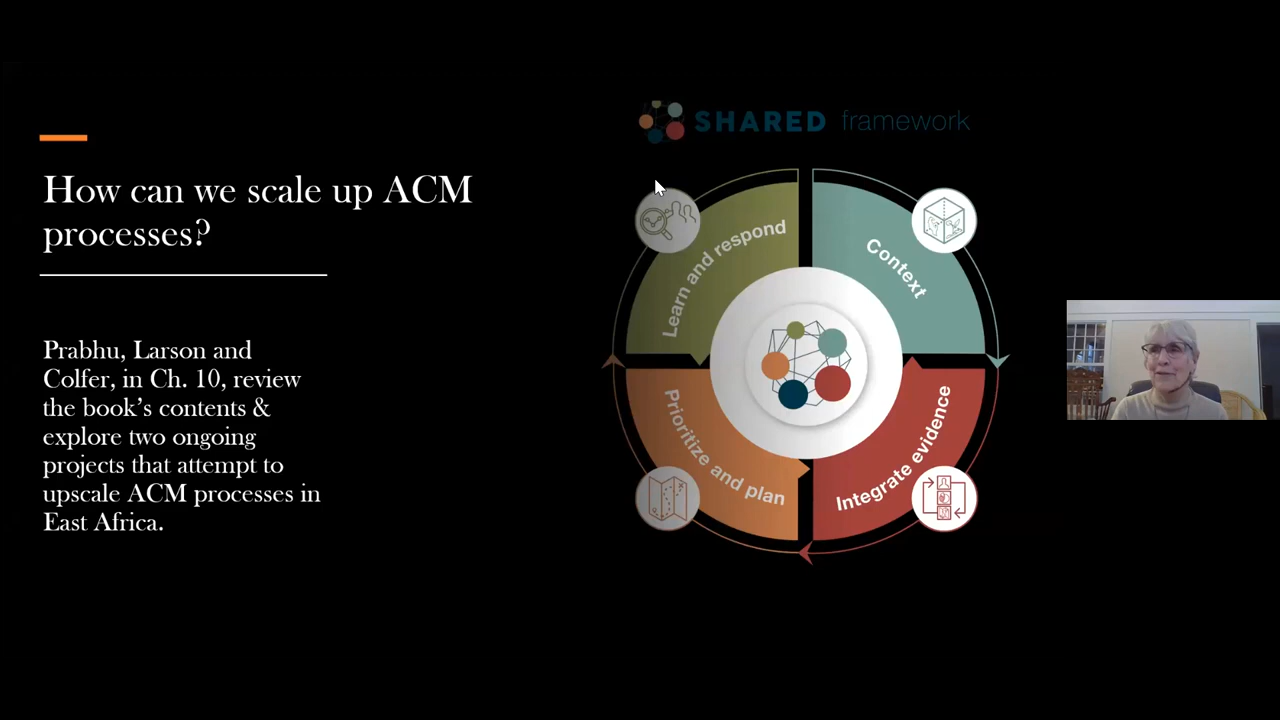 How can we scale up ACM
processes?
Prabhu, Larson and
Colfer, in Ch. 10, review
the book’s contents &
explore two ongoing
projects that attempt to
upscale ACM processes in
East Africa.
SHARED framework
Learn and respond
Context
Prioritize and plan
Integrate evidence